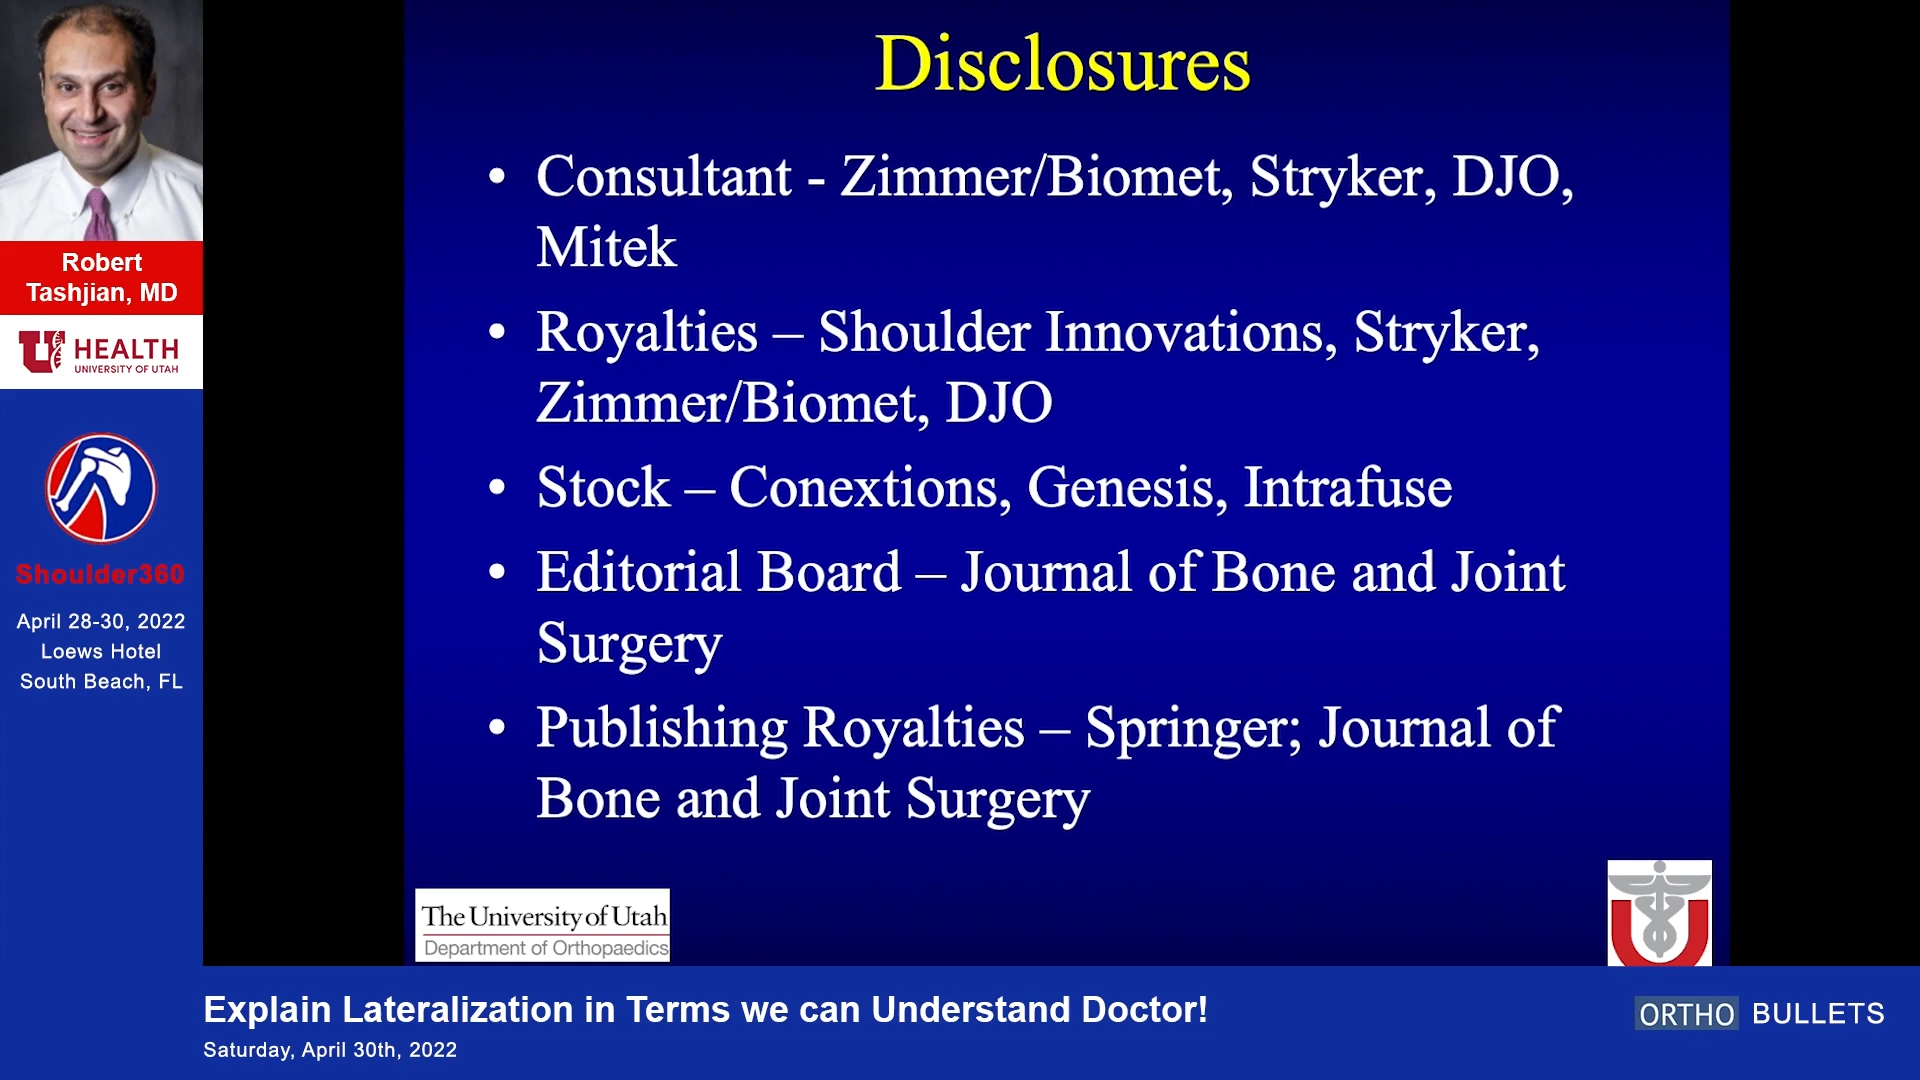 Robert
Tashjian, MD
U HEALTH
UNIVERSITY OF UTAH
Shoulder360
April 28-30, 2022
Loews Hotel
South Beach, FL
Disclosures
• Consultant - Zimmer/Biomet, Stryker, DJO,
Mitek
• Royalties – Shoulder Innovations, Stryker,
Zimmer/Biomet, DJO
• Stock – Conextions, Genesis, Intrafuse
• Editorial Board – Journal of Bone and Joint
Surgery
• Publishing Royalties – Springer; Journal of
Bone and Joint Surgery
The University of Utah
Department of Orthopaedics
U
Explain Lateralization in Terms we can Understand Doctor!
Saturday, April 30th, 2022
ORTHO BULLETS